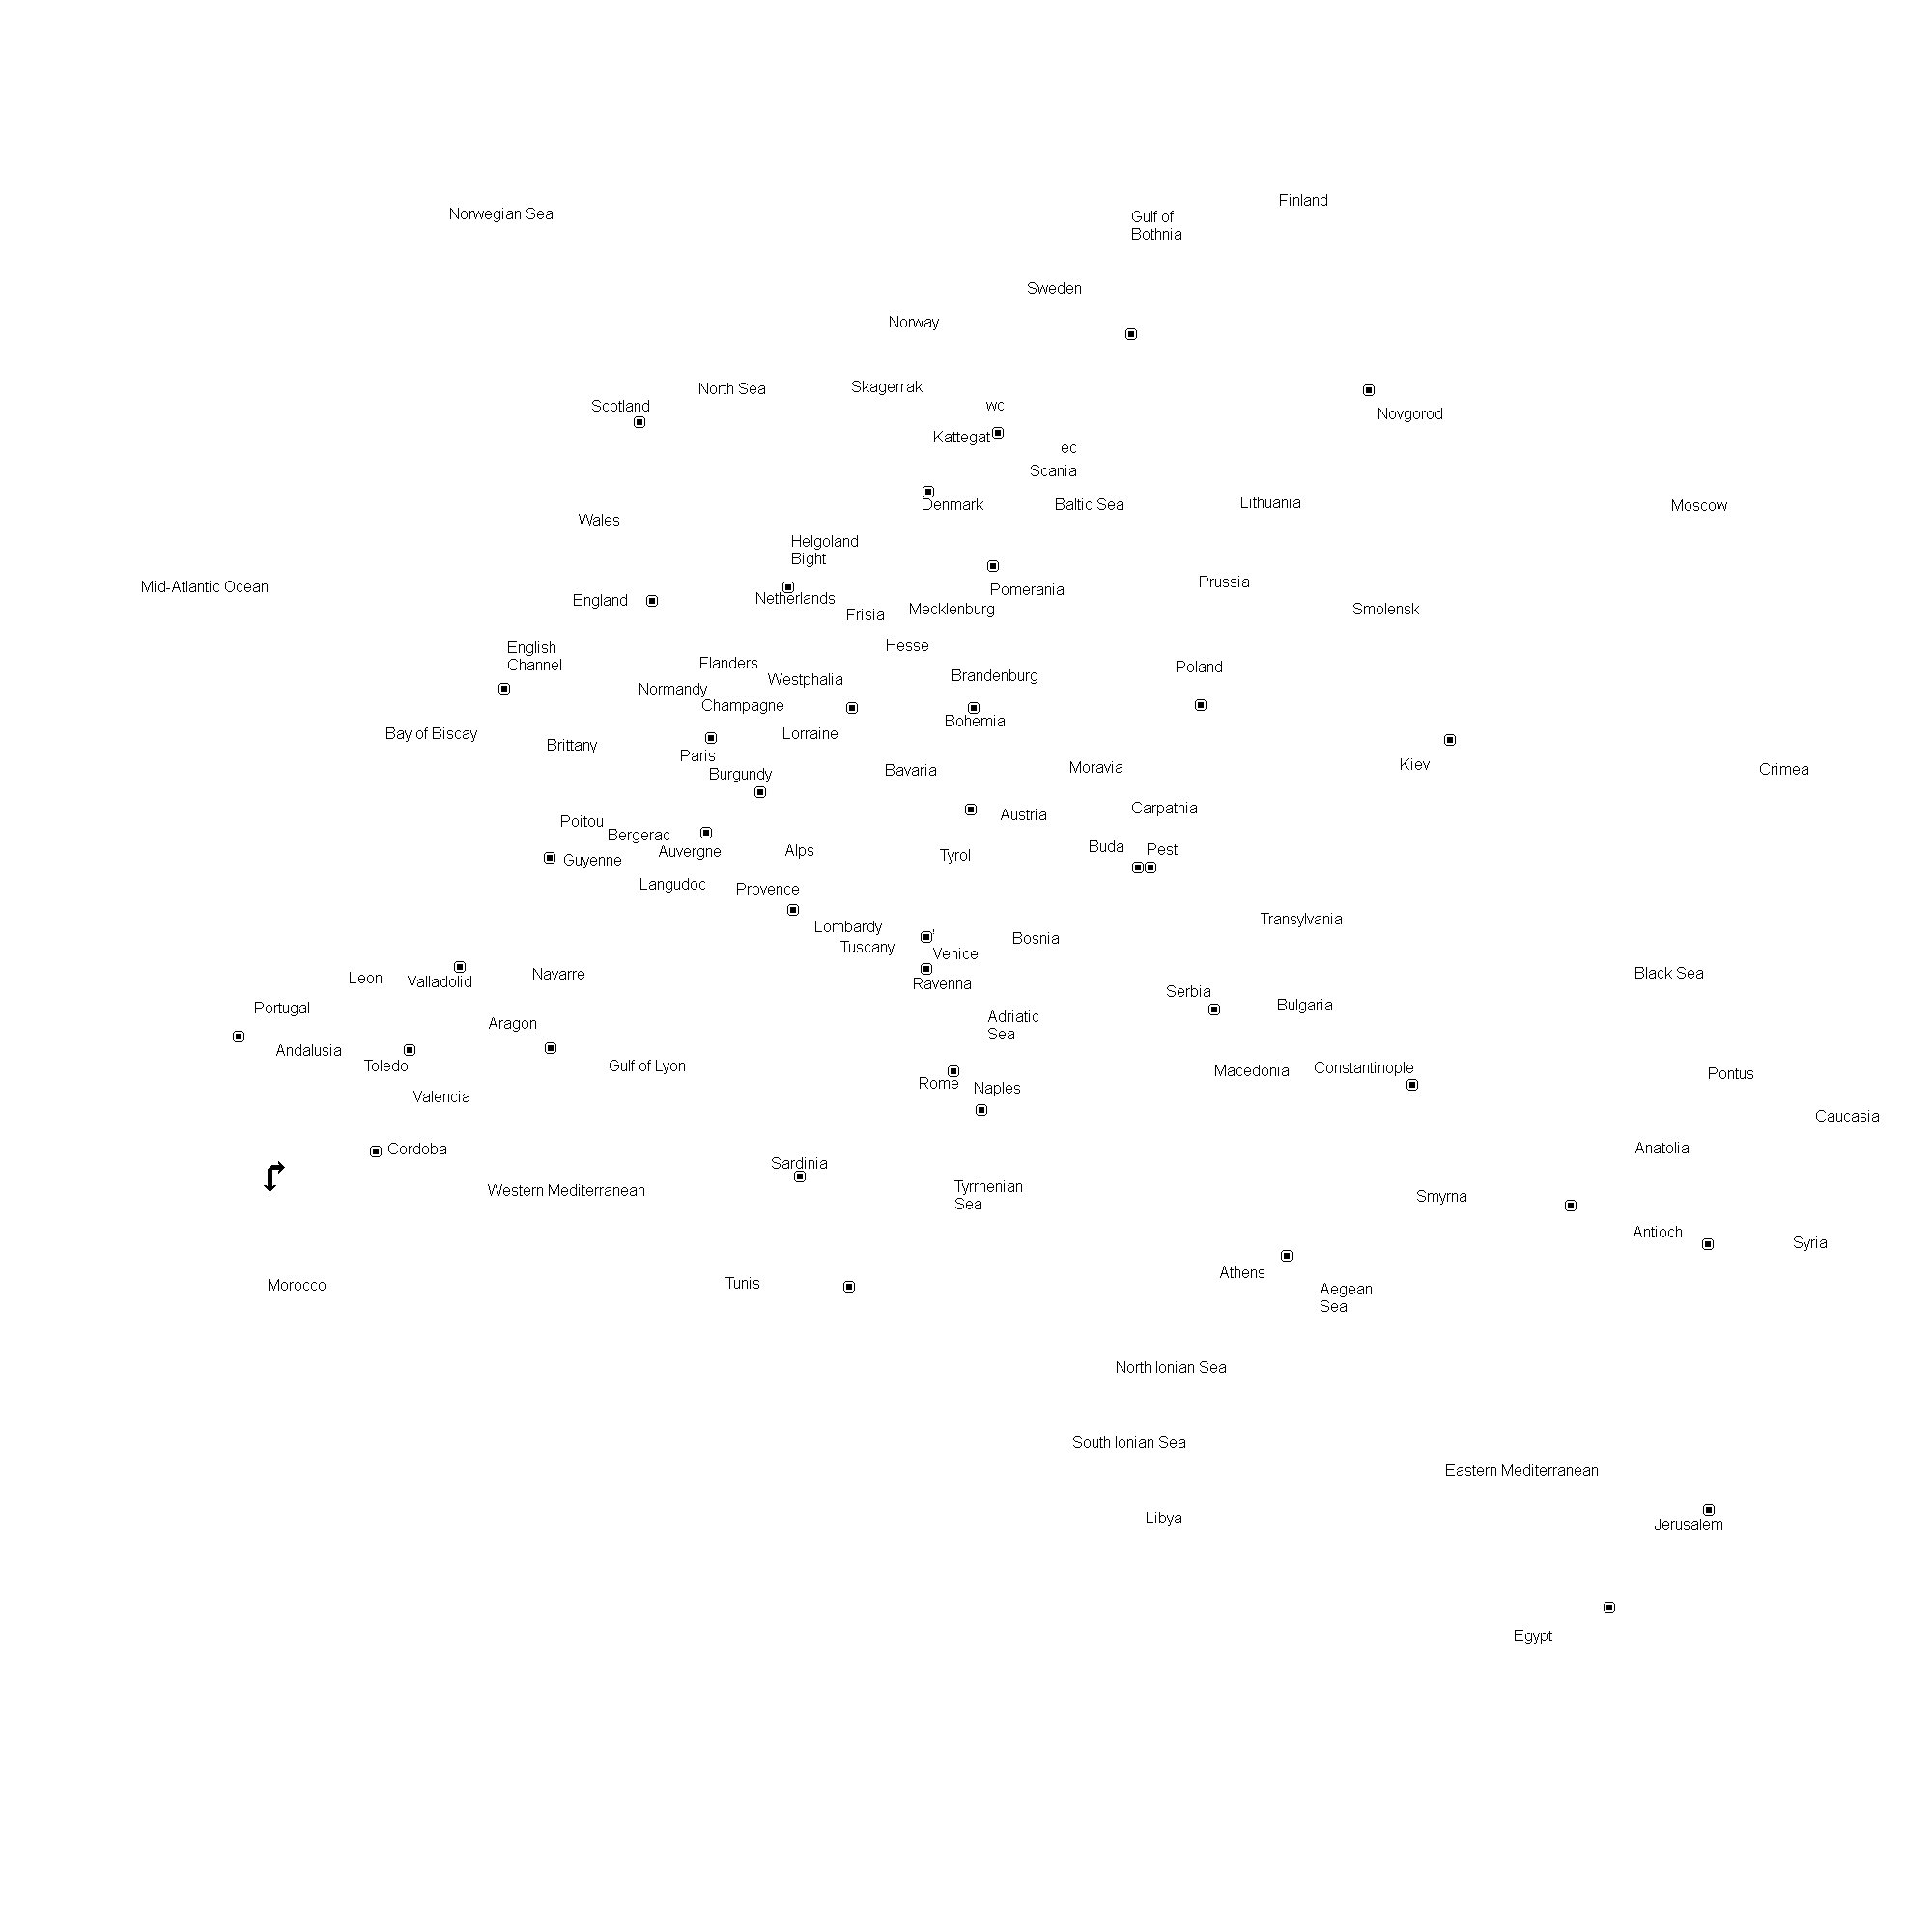 Finland
Norwegian Sea
Gulf of
Bothnia
Sweden
Norway
North Sea
Skagerrak
Scotland
wc
Novgorod
Kattegat
ec
Scania
Denmark
Baltic Sea
Lithuania
Moscow
Wales
Helgoland
Bight
Mid-Atlantic Ocean
Prussia
Pomerania
England
Netherlands
Frisia
Mecklenburg
Smolensk
English
Channel
Hesse
Flanders
Poland
Westphalia
Brandenburg
Normandy
Champagne
Bohemia
Bay of Biscay
Lorraine
Brittany
Paris
Kiev
Burgundy
Bavaria
Moravia
Crimea
Carpathia
Austria
Poitou
Bergerac
Buda
Pest
Auvergne
Alps
Tyrol
Guyenne
Langudoc
Provence
Transylvania
Lombardy
Bosnia
Tuscany
Venice
Leon
Valladolid
Navarre
Black Sea
Ravenna
Serbia
Bulgaria
Portugal
Aragon
Adriatic
Sea
Andalusia
Toledo
Gulf of Lyon
Macedonia
Constantinople
Pontus
Rome
Naples
Valencia
Caucasia
Cordoba
Anatolia
Sardinia
Western Mediterranean
Tyrrhenian
Sea
Smyrna
Antioch
Syria
Athens
Morocco
Tunis
Aegean
Sea
North Ionian Sea
South Ionian Sea
Eastern Mediterranean
Libya
Jerusalem
Egypt